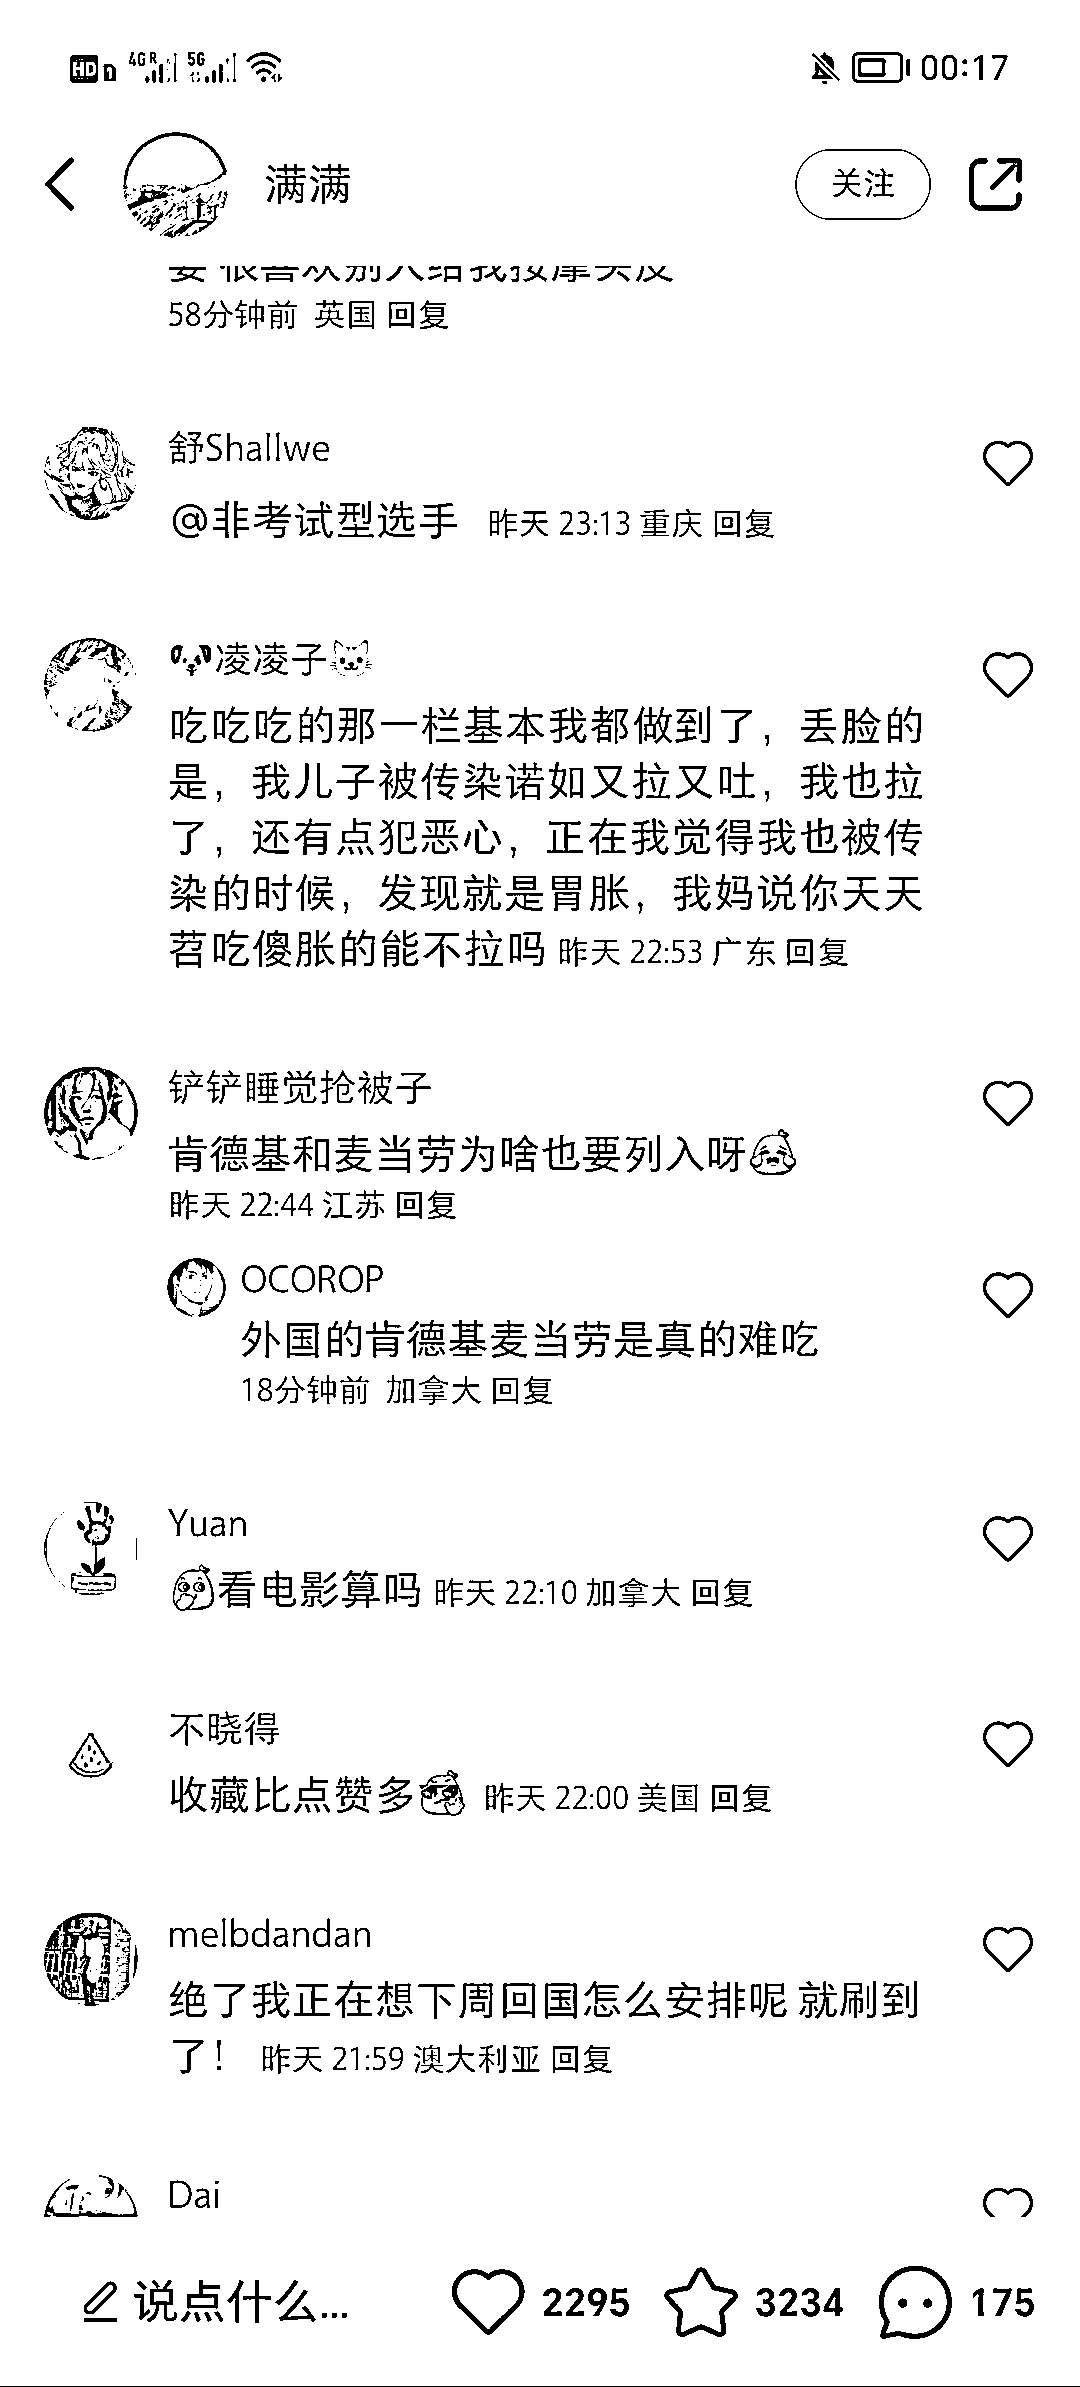 HD 4G R 5G 00:17
满满 关注
要 很喜欢别人给我按摩头皮
58分钟前 英国 回复
舒Shallwe
@非考试型选手 昨天 23:13 重庆 回复
凌凌子
吃吃吃的那一栏基本我都做到了，丢脸的
是，我儿子被传染诺如又拉又吐，我也拉
了，还有点犯恶心，正在我觉得我也被传
染的时候，发现就是胃胀，我妈说你天天
苕吃傻胀的能不拉吗 昨天 22:53 广东 回复
铲铲睡觉抢被子
肯德基和麦当劳为啥也要列入呀
昨天 22:44 江苏 回复
OCOROP
外国的肯德基麦当劳是真的难吃
18分钟前 加拿大 回复
Yuan
看电影算吗 昨天 22:10 加拿大 回复
不晓得
收藏比点赞多 昨天 22:00 美国 回复
melbdandan
绝了我正在想下周回国怎么安排呢 就刷到
了！ 昨天 21:59 澳大利亚 回复
Dai
说点什么... 2295 3234 175